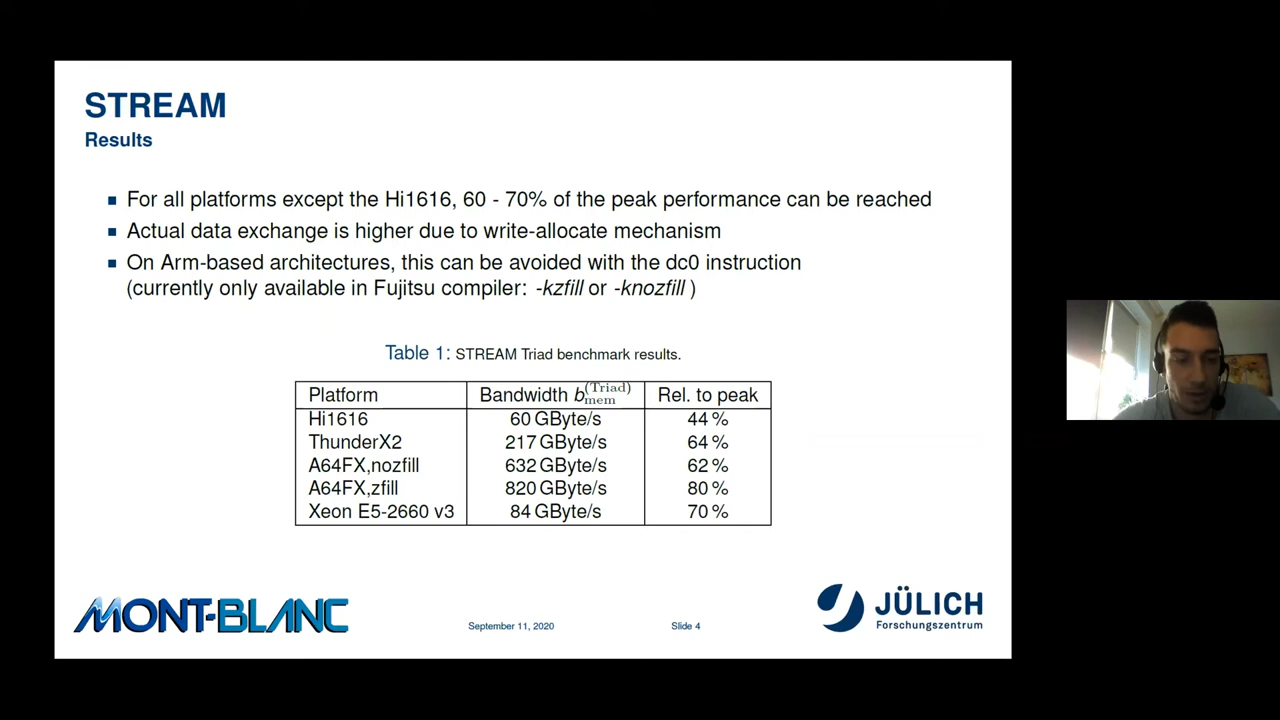 STREAM
Results
For all platforms except the Hi1616, 60 - 70% of the peak performance can be reached
Actual data exchange is higher due to write-allocate mechanism
On Arm-based architectures, this can be avoided with the dc0 instruction
(currently only available in Fujitsu compiler: -kzfill or -knozfill )
Table 1: STREAM Triad benchmark results.
Platform Bandwidth b_mem^(Triad) Rel. to peak
Hi1616 60 GByte/s 44 %
ThunderX2 217 GByte/s 64 %
A64FX,nozfill 632 GByte/s 62 %
A64FX,zfill 820 GByte/s 80 %
Xeon E5-2660 v3 84 GByte/s 70 %
MONT-BLANC
September 11, 2020
Slide 4
JÜLICH
Forschungszentrum